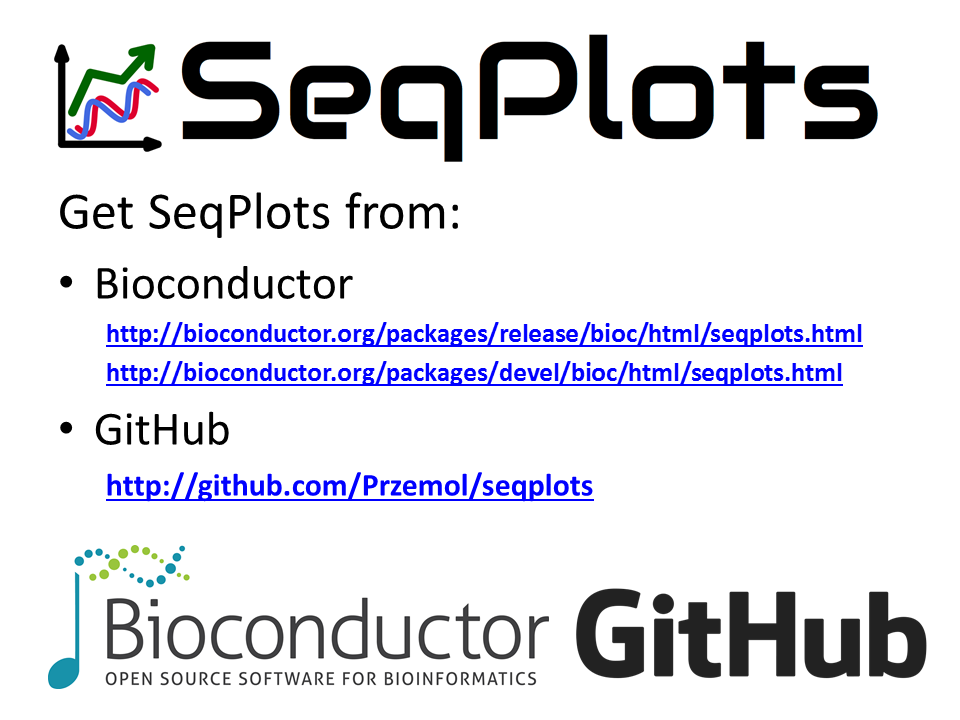 SeqPlots
Get SeqPlots from:
• Bioconductor
http://bioconductor.org/packages/release/bioc/html/seqplots.html
http://bioconductor.org/packages/devel/bioc/html/seqplots.html
• GitHub
http://github.com/Przemol/seqplots
Bioconductor
OPEN SOURCE SOFTWARE FOR BIOINFORMATICS
GitHub